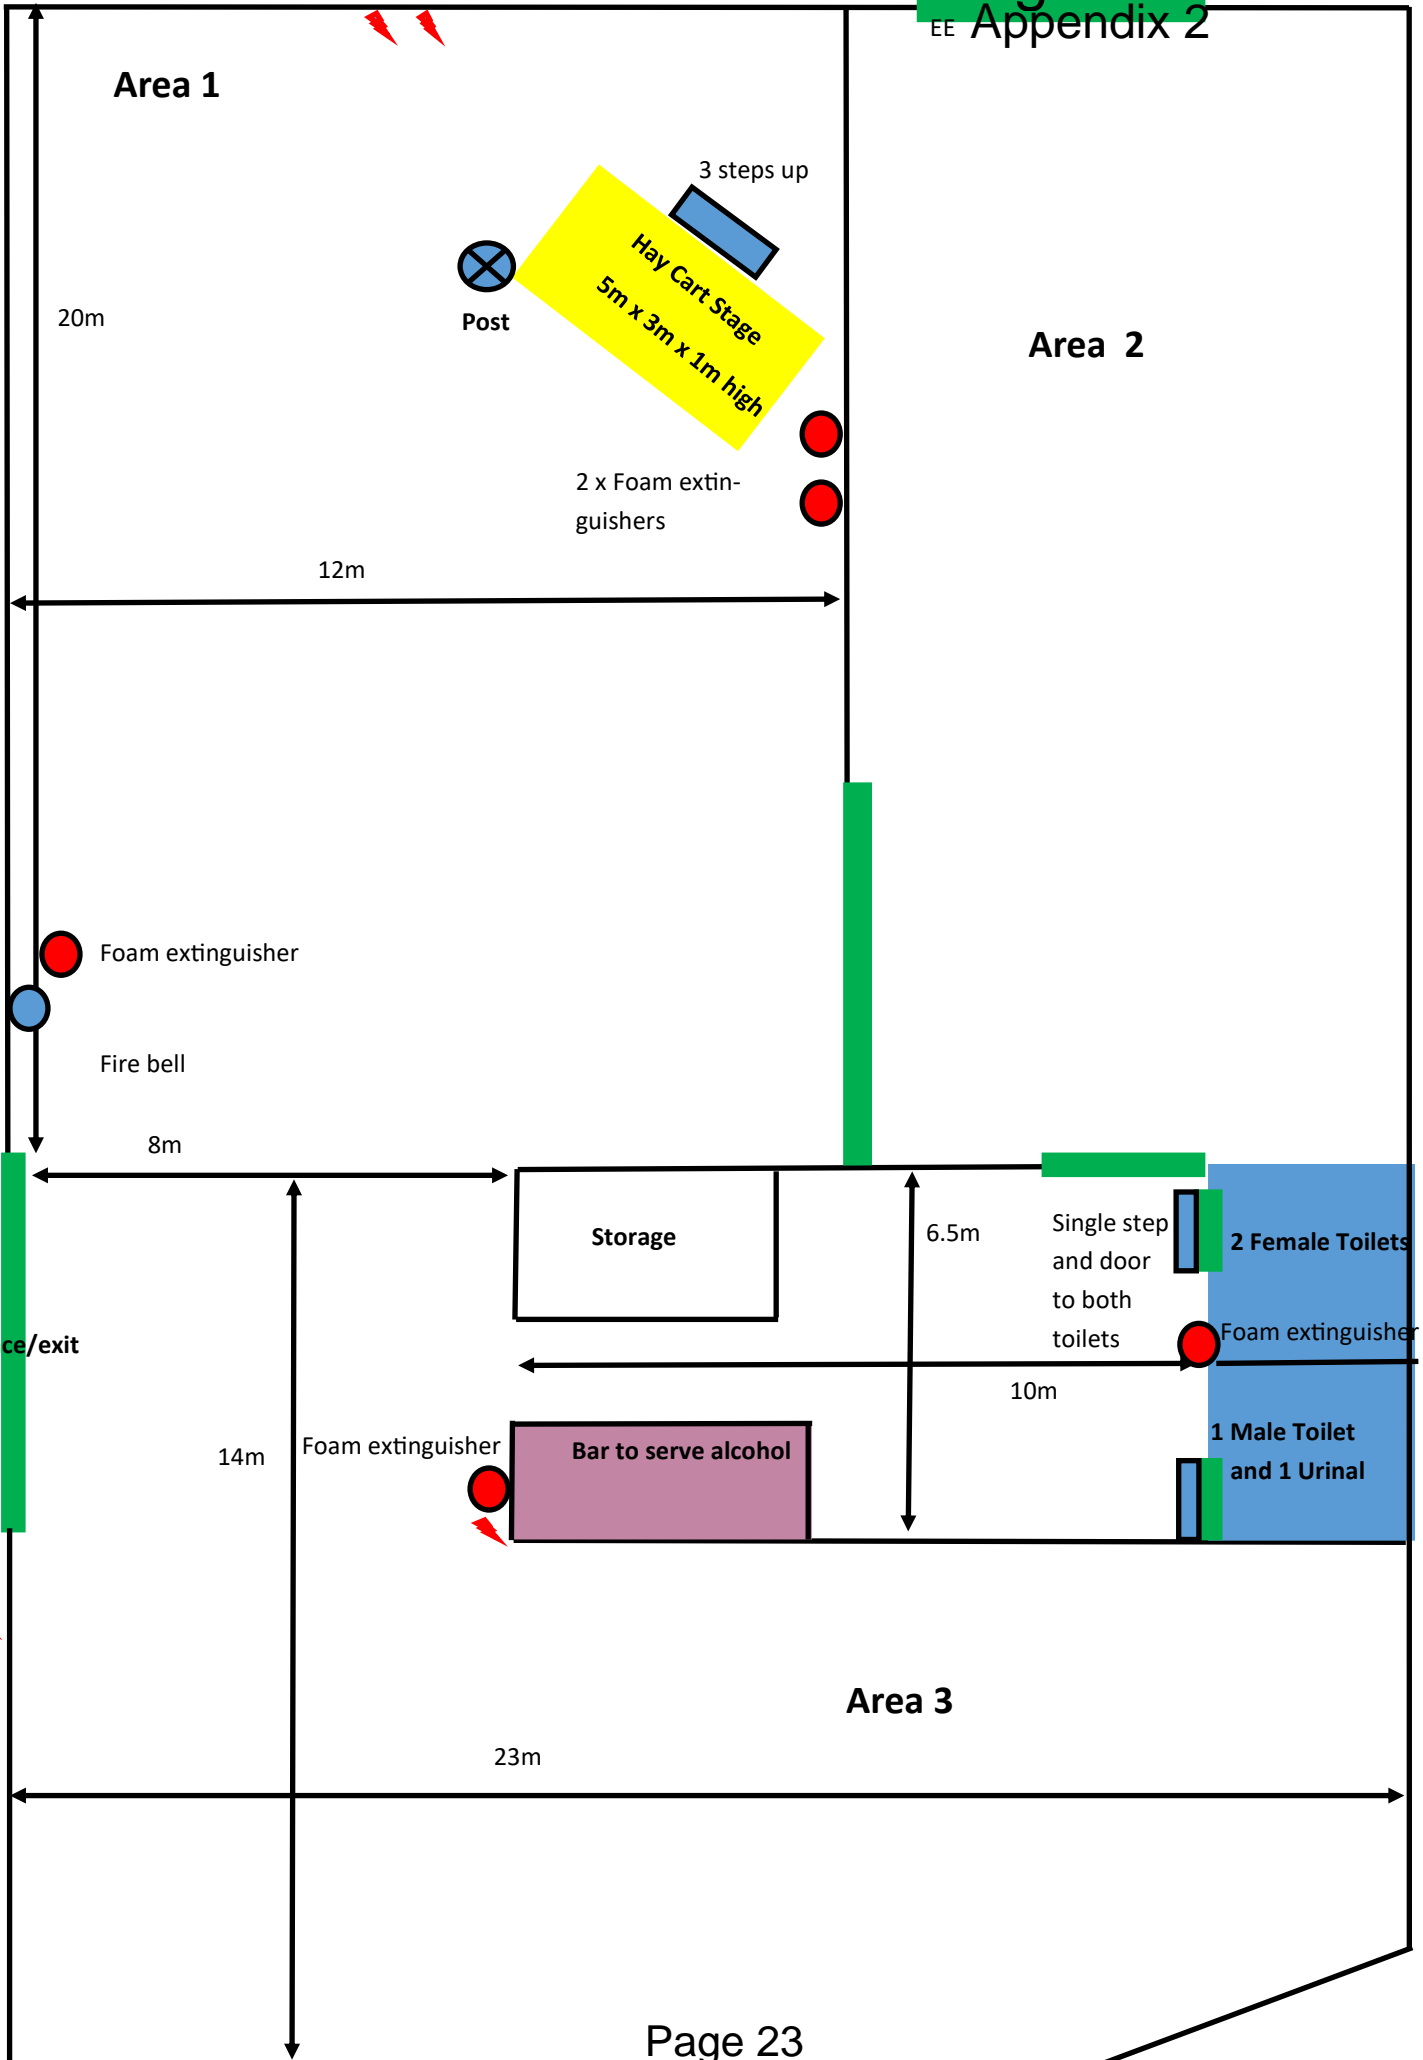 EE Appendix 2
Area 1
3 steps up
Hay Cart Stage
5m x 3m x 1m high
Post
20m
Area 2
2 x Foam extin-
guishers
12m
Foam extinguisher
Fire bell
8m
Storage
6.5m
Single step
and door
to both
toilets
2 Female Toilets
ce/exit
Foam extinguisher
10m
14m
Foam extinguisher
Bar to serve alcohol
1 Male Toilet
and 1 Urinal
Area 3
23m
Page 23